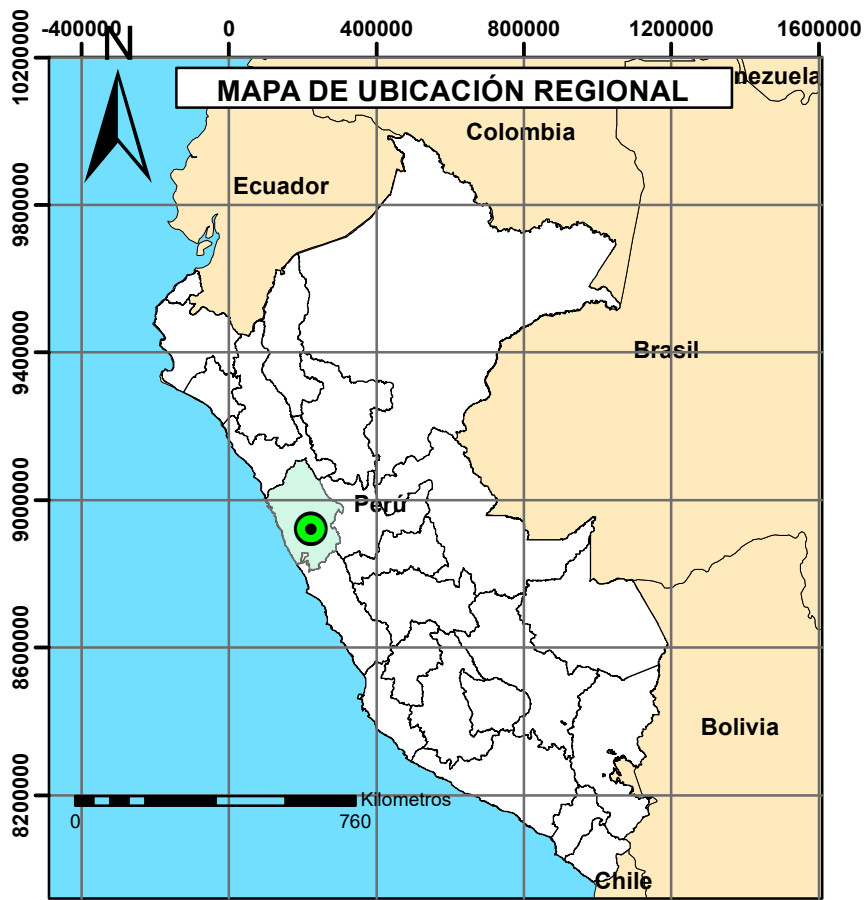 -400000 0 400000 800000 1200000 1600000
N
10200000
MAPA DE UBICACIÓN REGIONAL
nezuela
Colombia
Ecuador
9800000
Brasil
9400000
9000000
Perú
8600000
Bolivia
8200000
Kilometros
0 760
Chile